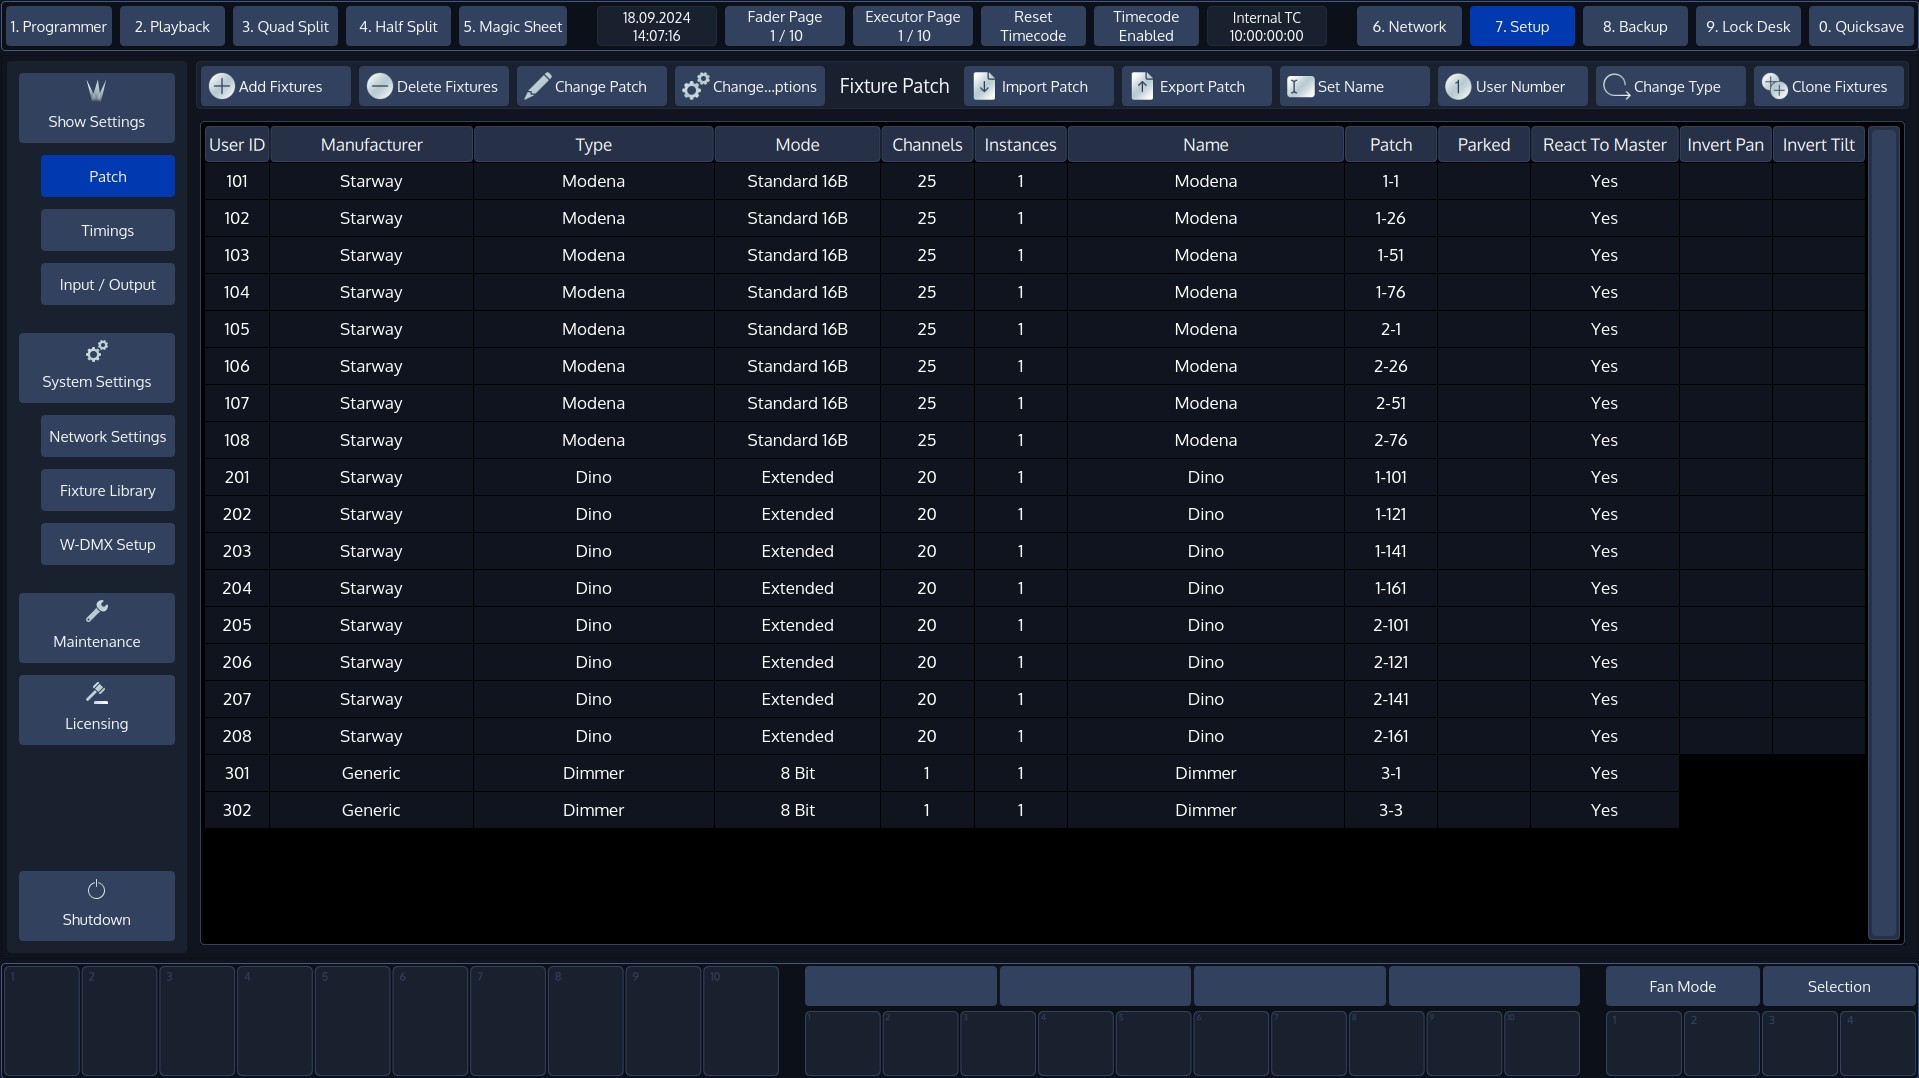 1. Programmer 2. Playback 3. Quad Split 4. Half Split 5. Magic Sheet 18.09.2024 14:07:16 Fader Page 1 / 10 Executor Page 1 / 10 Reset Timecode Timecode Enabled Internal TC 10:00:00:00 6. Network 7. Setup 8. Backup 9. Lock Desk 0. Quicksave
Add Fixtures Delete Fixtures Change Patch Change...ptions Fixture Patch Import Patch Export Patch Set Name 1 User Number Change Type Clone Fixtures
Show Settings
Patch
Timings
Input / Output
System Settings
Network Settings
Fixture Library
W-DMX Setup
Maintenance
Licensing
Shutdown
User ID Manufacturer Type Mode Channels Instances Name Patch Parked React To Master Invert Pan Invert Tilt
101 Starway Modena Standard 16B 25 1 Modena 1-1 Yes
102 Starway Modena Standard 16B 25 1 Modena 1-26 Yes
103 Starway Modena Standard 16B 25 1 Modena 1-51 Yes
104 Starway Modena Standard 16B 25 1 Modena 1-76 Yes
105 Starway Modena Standard 16B 25 1 Modena 2-1 Yes
106 Starway Modena Standard 16B 25 1 Modena 2-26 Yes
107 Starway Modena Standard 16B 25 1 Modena 2-51 Yes
108 Starway Modena Standard 16B 25 1 Modena 2-76 Yes
201 Starway Dino Extended 20 1 Dino 1-101 Yes
202 Starway Dino Extended 20 1 Dino 1-121 Yes
203 Starway Dino Extended 20 1 Dino 1-141 Yes
204 Starway Dino Extended 20 1 Dino 1-161 Yes
205 Starway Dino Extended 20 1 Dino 2-101 Yes
206 Starway Dino Extended 20 1 Dino 2-121 Yes
207 Starway Dino Extended 20 1 Dino 2-141 Yes
208 Starway Dino Extended 20 1 Dino 2-161 Yes
301 Generic Dimmer 8 Bit 1 1 Dimmer 3-1 Yes
302 Generic Dimmer 8 Bit 1 1 Dimmer 3-3 Yes
1 2 3 4 5 6 7 8 9 10
Fan Mode Selection
1 2 3 4 5 6 7 8 9 10
1 2 3 4